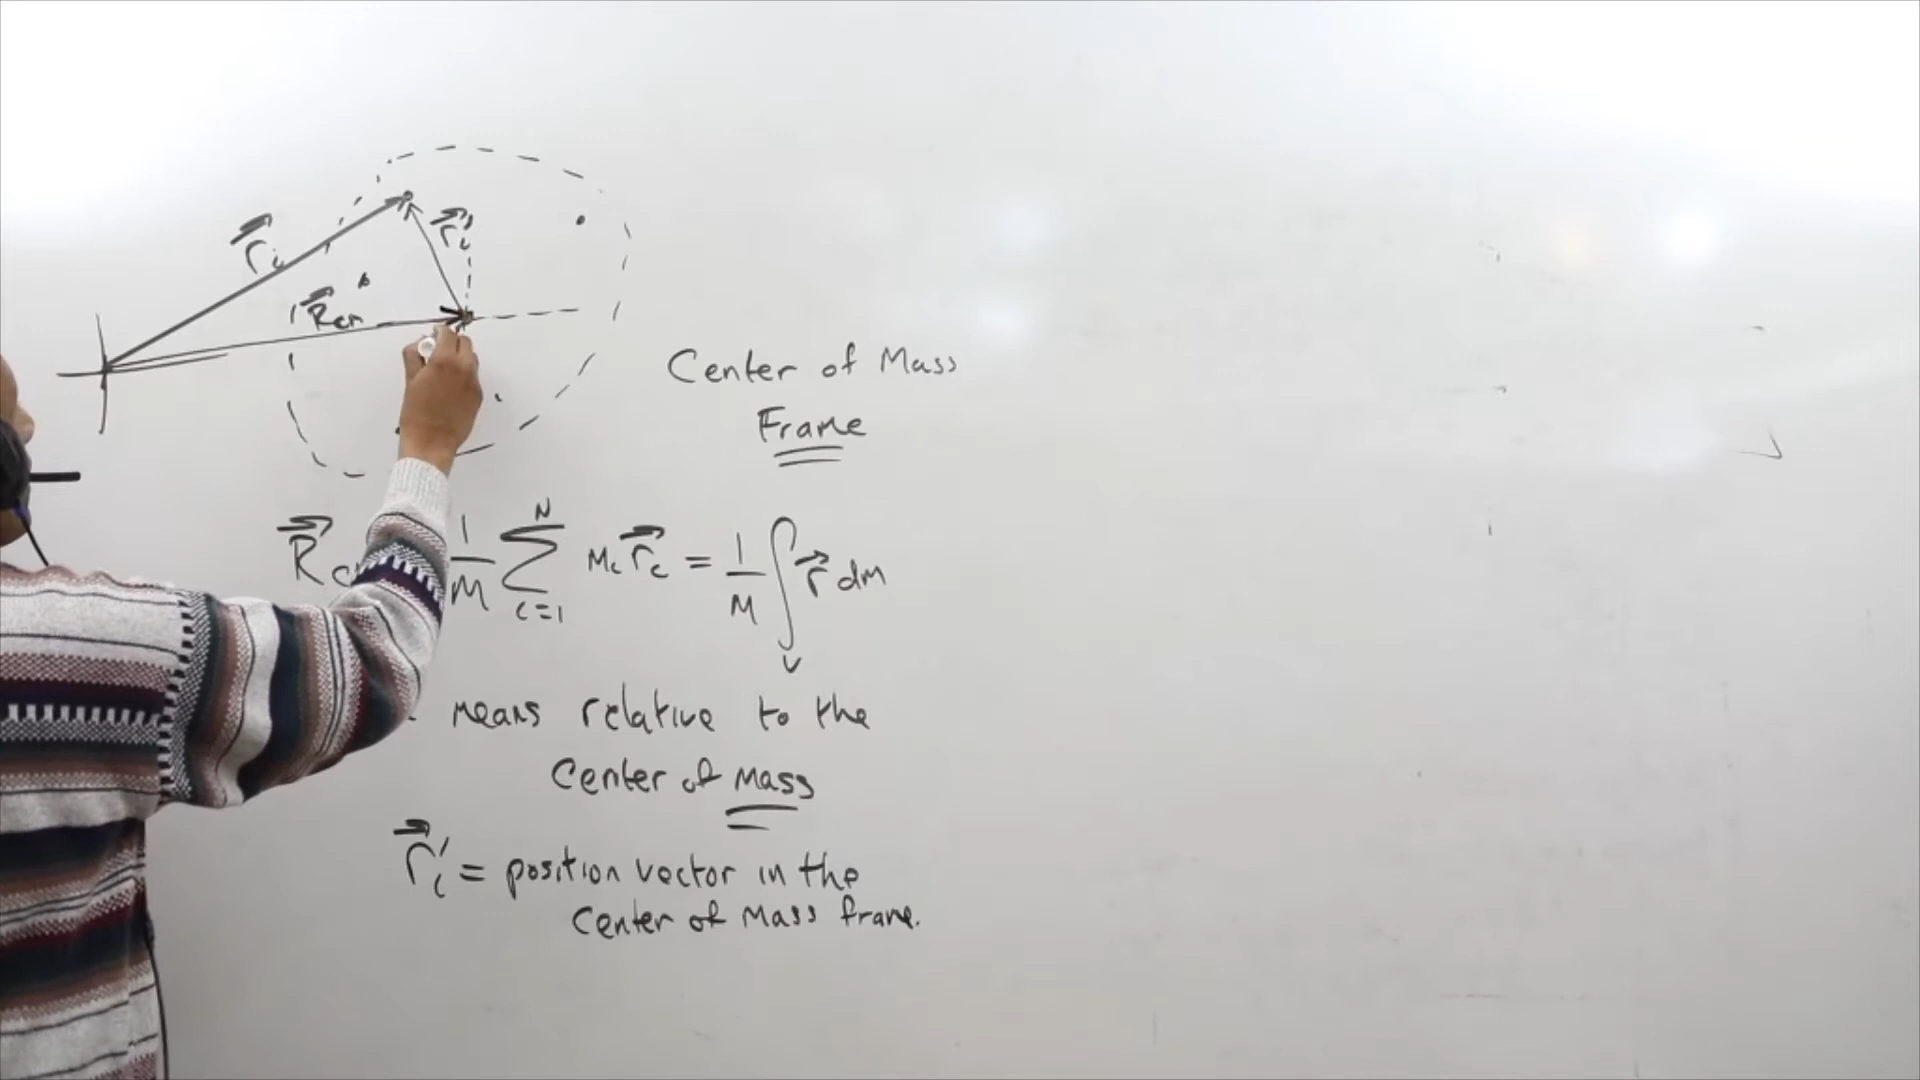 r⃗ᵢ
r⃗ᵢ′
R⃗cm
Center of Mass
Frame
R⃗c 1/M ∑ᵢ₌₁ᴺ mᵢ r⃗ᵢ = 1/M ∫ᵥ r⃗ dm
means relative to the
Center of Mass
r⃗ᵢ′ = position vector in the
Center of Mass frame.